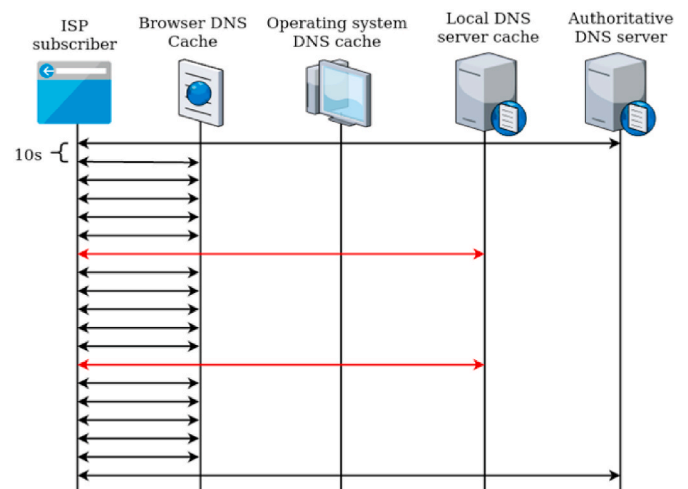 ISP
subscriber
Browser DNS
Cache
Operating system
DNS cache
Local DNS
server cache
Authoritative
DNS server
10s